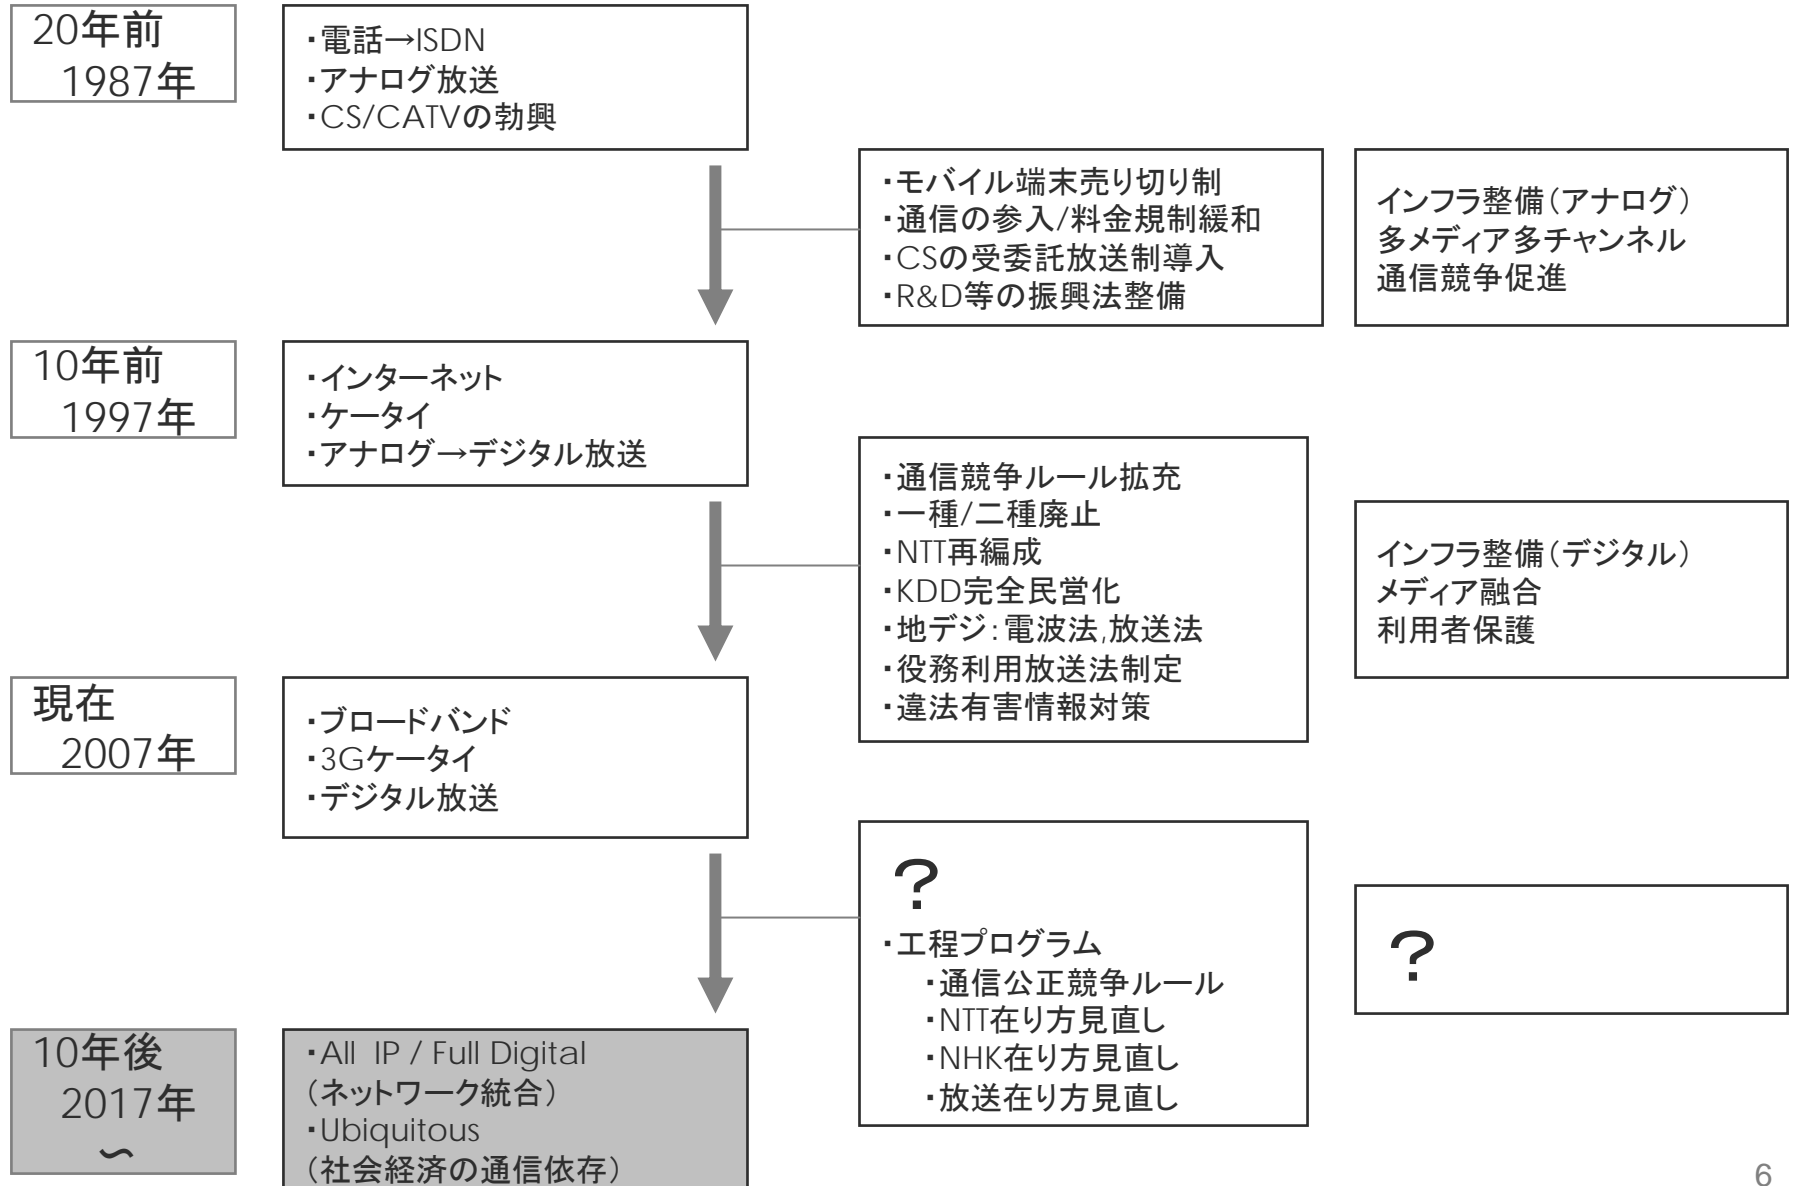 20年前
1987年
・電話→ISDN
・アナログ放送
・CS/CATVの勃興
・モバイル端末売り切り制
・通信の参入/料金規制緩和
・CSの受委託放送制導入
・R&D等の振興法整備
インフラ整備（アナログ）
多メディア多チャンネル
通信競争促進
10年前
1997年
・インターネット
・ケータイ
・アナログ→デジタル放送
・通信競争ルール拡充
・一種/二種廃止
・NTT再編成
・KDD完全民営化
・地デジ：電波法,放送法
・役務利用放送法制定
・違法有害情報対策
インフラ整備（デジタル）
メディア融合
利用者保護
現在
2007年
・ブロードバンド
・3Gケータイ
・デジタル放送
？
・工程プログラム
・通信公正競争ルール
・NTT在り方見直し
・NHK在り方見直し
・放送在り方見直し
？
10年後
2017年
～
・All IP / Full Digital
（ネットワーク統合）
・Ubiquitous
（社会経済の通信依存）
6